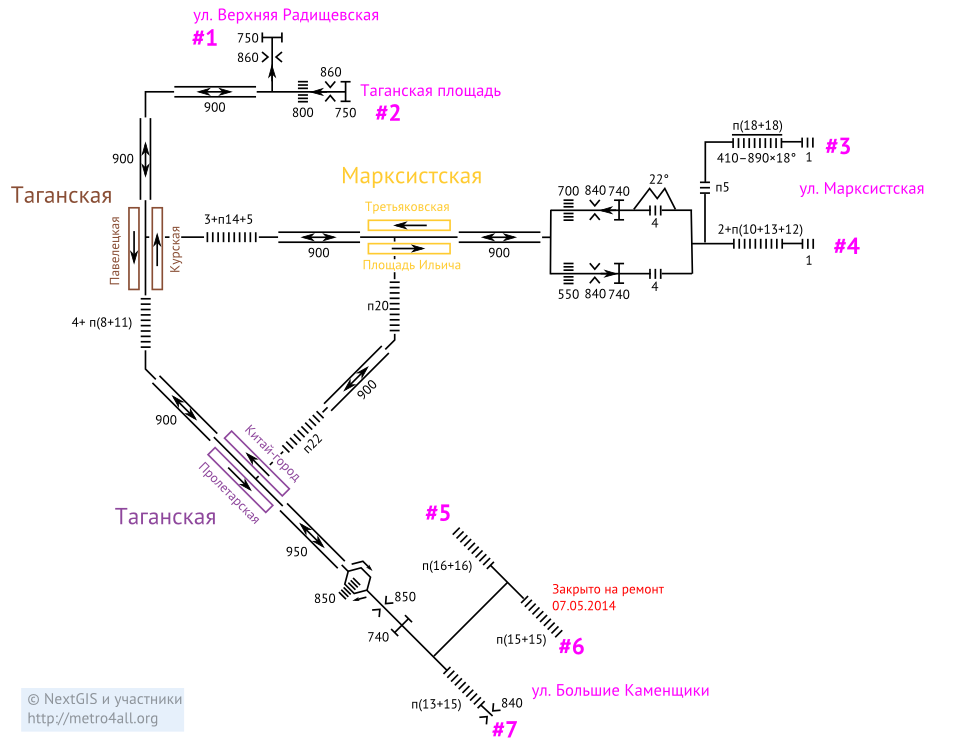 ул. Верхняя Радищевская
#1
750
860
860
900
800
750
Таганская площадь
#2
900
п(18+18)
410–890×18°
1
#3
ул. Марксистская
Таганская
Марксистская
Третьяковская
Площадь Ильича
Павелецкая
Курская
3+п14+5
900
900
700
840
740
22°
4
п5
2+п(10+13+12)
1
#4
550
840
740
4
4+ п(8+11)
п20
900
900
п22
Китай-город
Пролетарская
Таганская
950
850
850
740
#5
п(16+16)
Закрыто на ремонт
07.05.2014
п(15+15)
#6
ул. Большие Каменщики
п(13+15)
840
#7
© NextGIS и участники
http://metro4all.org